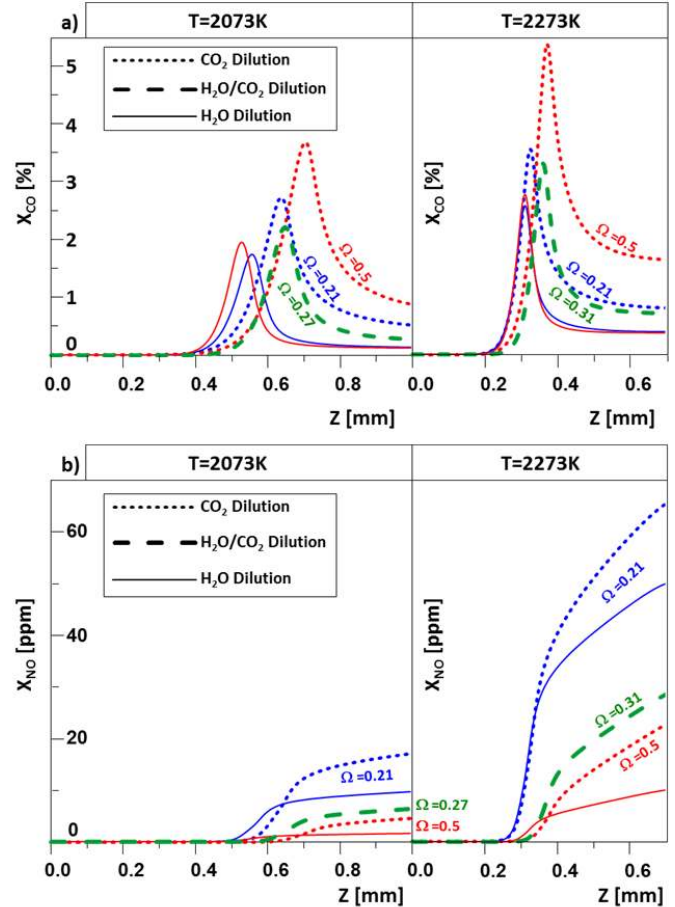 a) T=2073K T=2273K
CO₂ Dilution
H₂O/CO₂ Dilution
H₂O Dilution
X_CO [%] X_CO [%]
5
4
3
2
1
0
Ω =0.5
Ω =0.21
Ω =0.27
Ω =0.5
Ω =0.21
Ω =0.31
0.0 0.2 0.4 0.6 0.8 1.0 0.0 0.2 0.4 0.6
Z [mm] Z [mm]
b) T=2073K T=2273K
CO₂ Dilution
H₂O/CO₂ Dilution
H₂O Dilution
X_NO [ppm] X_NO [ppm]
60
40
20
0
Ω =0.21
Ω =0.27
Ω =0.5
Ω =0.21
Ω =0.31
Ω =0.5
0.0 0.2 0.4 0.6 0.8 1.0 0.0 0.2 0.4 0.6
Z [mm] Z [mm]